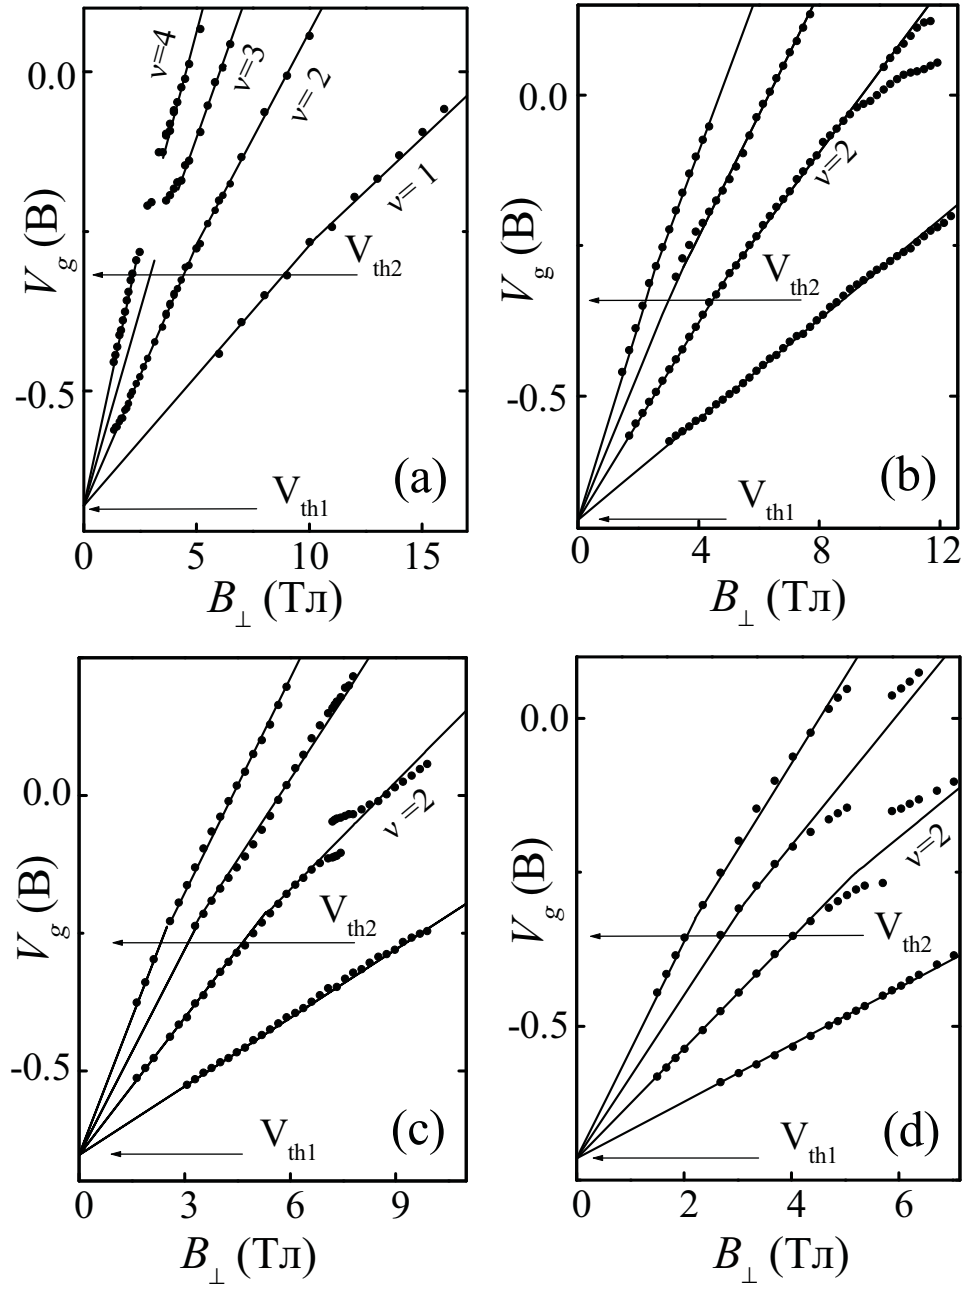 ν=4
ν=3
ν= 2
ν= 1
0.0
-0.5
V_g (В)
V_th2
V_th1
(a)
0 5 10 15
B_⊥ (Тл)
0.0
-0.5
V_g (В)
ν= 2
V_th2
V_th1
(b)
0 4 8 12
B_⊥ (Тл)
0.0
-0.5
V_g (В)
ν =2
V_th2
V_th1
(c)
0 3 6 9
B_⊥ (Тл)
0.0
-0.5
V_g (В)
ν=2
V_th2
V_th1
(d)
0 2 4 6
B_⊥ (Тл)